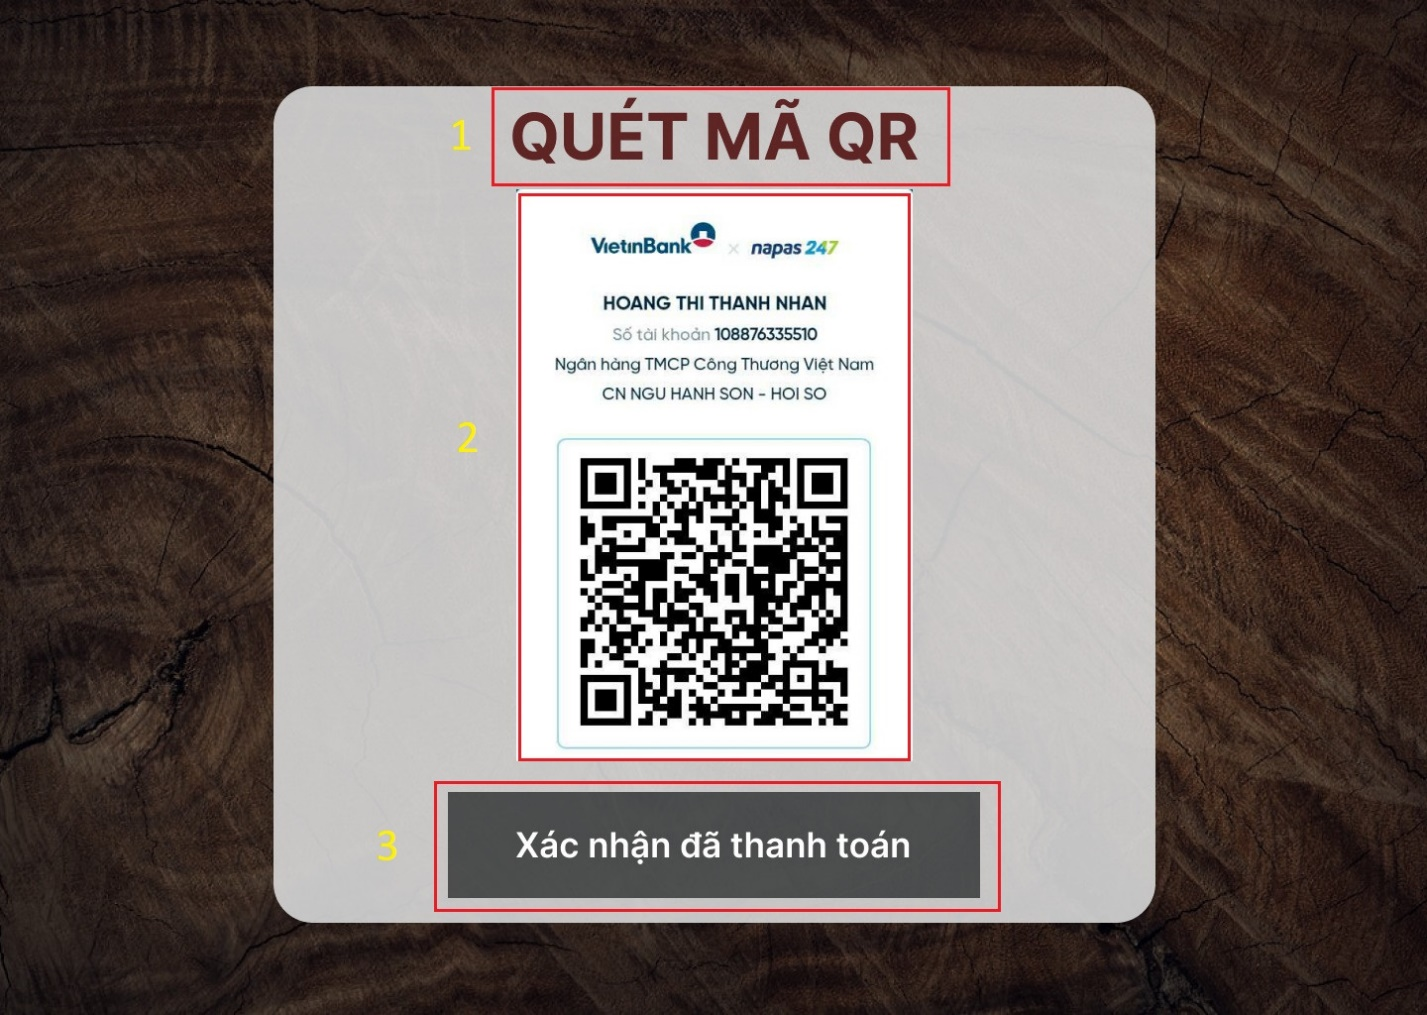 1
QUÉT MÃ QR
VietinBank × napas 247
HOANG THI THANH NHAN
Số tài khoản 108876335510
Ngân hàng TMCP Công Thương Việt Nam
CN NGU HANH SON - HOI SO
2
3
Xác nhận đã thanh toán